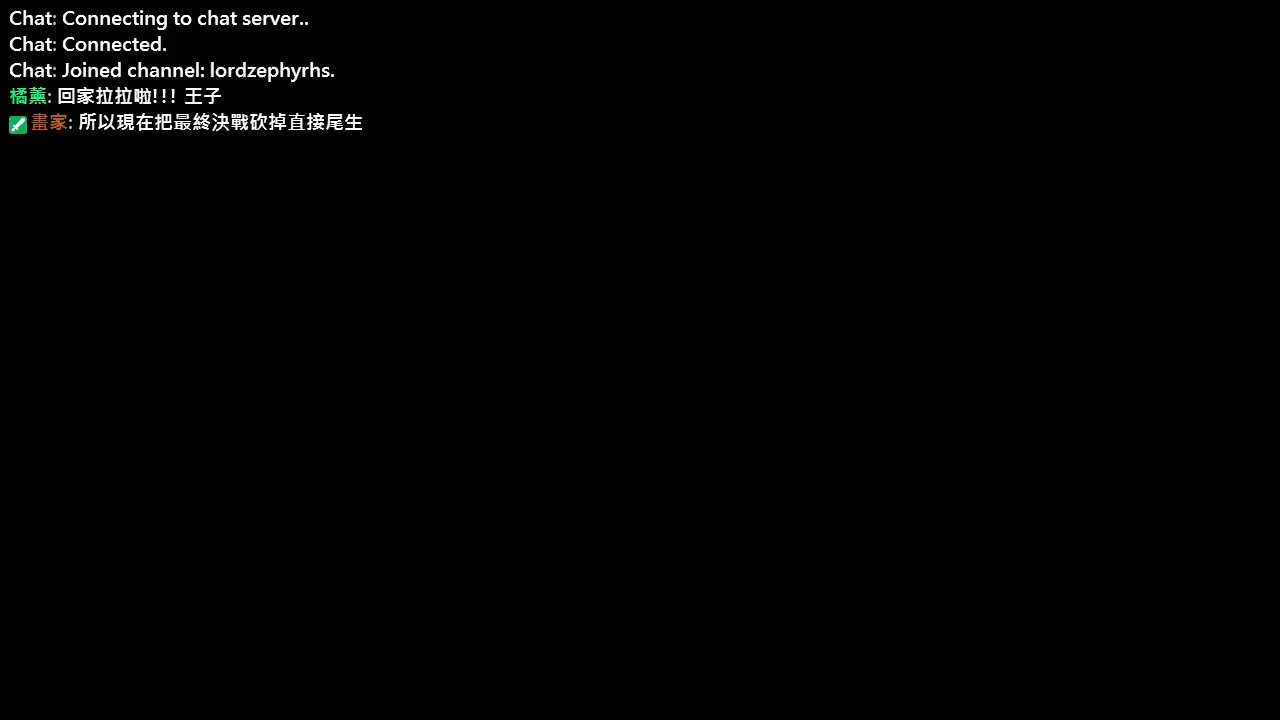 Chat: Connecting to chat server..
Chat: Connected.
Chat: Joined channel: lordzephyrhs.
橘薰: 回家拉拉啦!!! 王子
畫家: 所以現在把最終決戰砍掉直接尾生